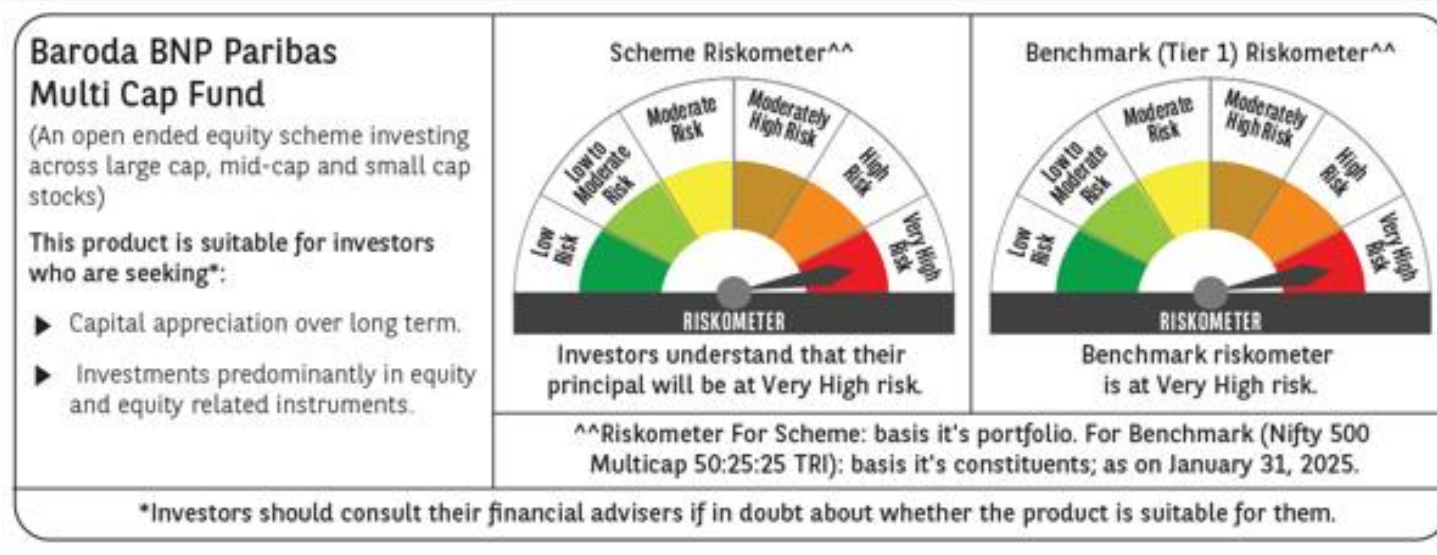 Baroda BNP Paribas
Multi Cap Fund
(An open ended equity scheme investing
across large cap, mid-cap and small cap
stocks)
This product is suitable for investors
who are seeking*:
▶ Capital appreciation over long term.
▶ Investments predominantly in equity
and equity related instruments.
Scheme Riskometer^^
Low
Risk
Low to
Moderate
Risk
Moderate
Risk
Moderately
High Risk
High
Risk
Very High
Risk
RISKOMETER
Investors understand that their
principal will be at Very High risk.
Benchmark (Tier 1) Riskometer^^
Low
Risk
Low to
Moderate
Risk
Moderate
Risk
Moderately
High Risk
High
Risk
Very High
Risk
RISKOMETER
Benchmark riskometer
is at Very High risk.
^^Riskometer For Scheme: basis it's portfolio. For Benchmark (Nifty 500
Multicap 50:25:25 TRI): basis it's constituents; as on January 31, 2025.
*Investors should consult their financial advisers if in doubt about whether the product is suitable for them.